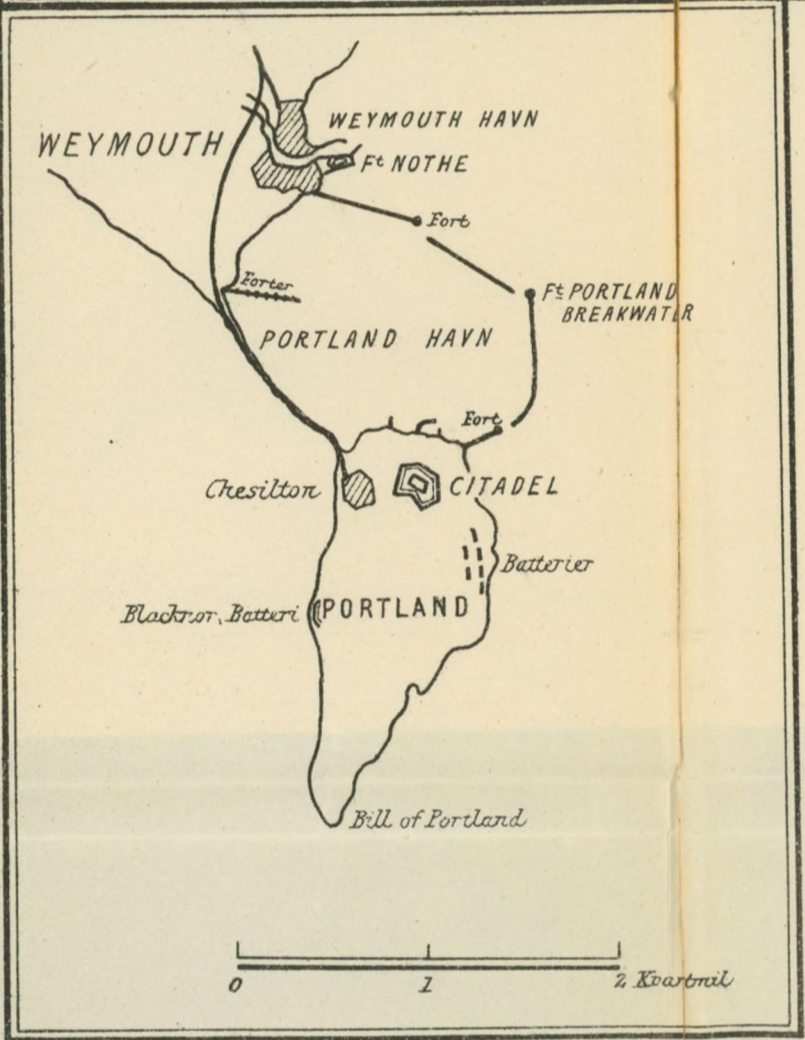 WEYMOUTH HAVN
WEYMOUTH
Ft NOTHE
Fort
Forter
Ft PORTLAND
BREAKWATER
PORTLAND HAVN
Fort
Chesilton
CITADEL
Batterier
Blacknor, Batteri
PORTLAND
Bill of Portland
0 1 2 Kvartmil